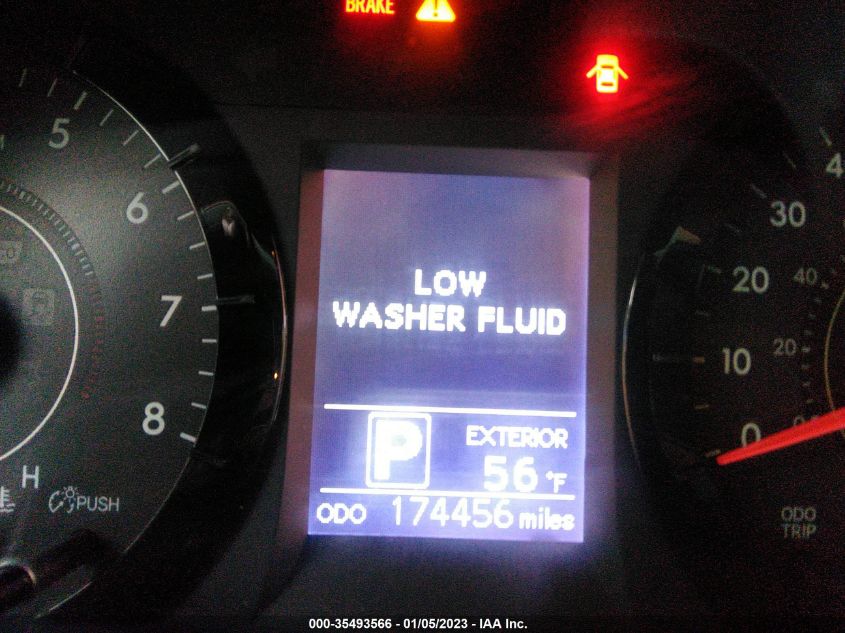 BRAKE
5
6
7
8
H
PUSH
LOW
WASHER FLUID
P
EXTERIOR
56 °F
ODO 174456 miles
40
30
20
40
10
20
0
ODO
TRIP
000-35493566 - 01/05/2023 - IAA Inc.